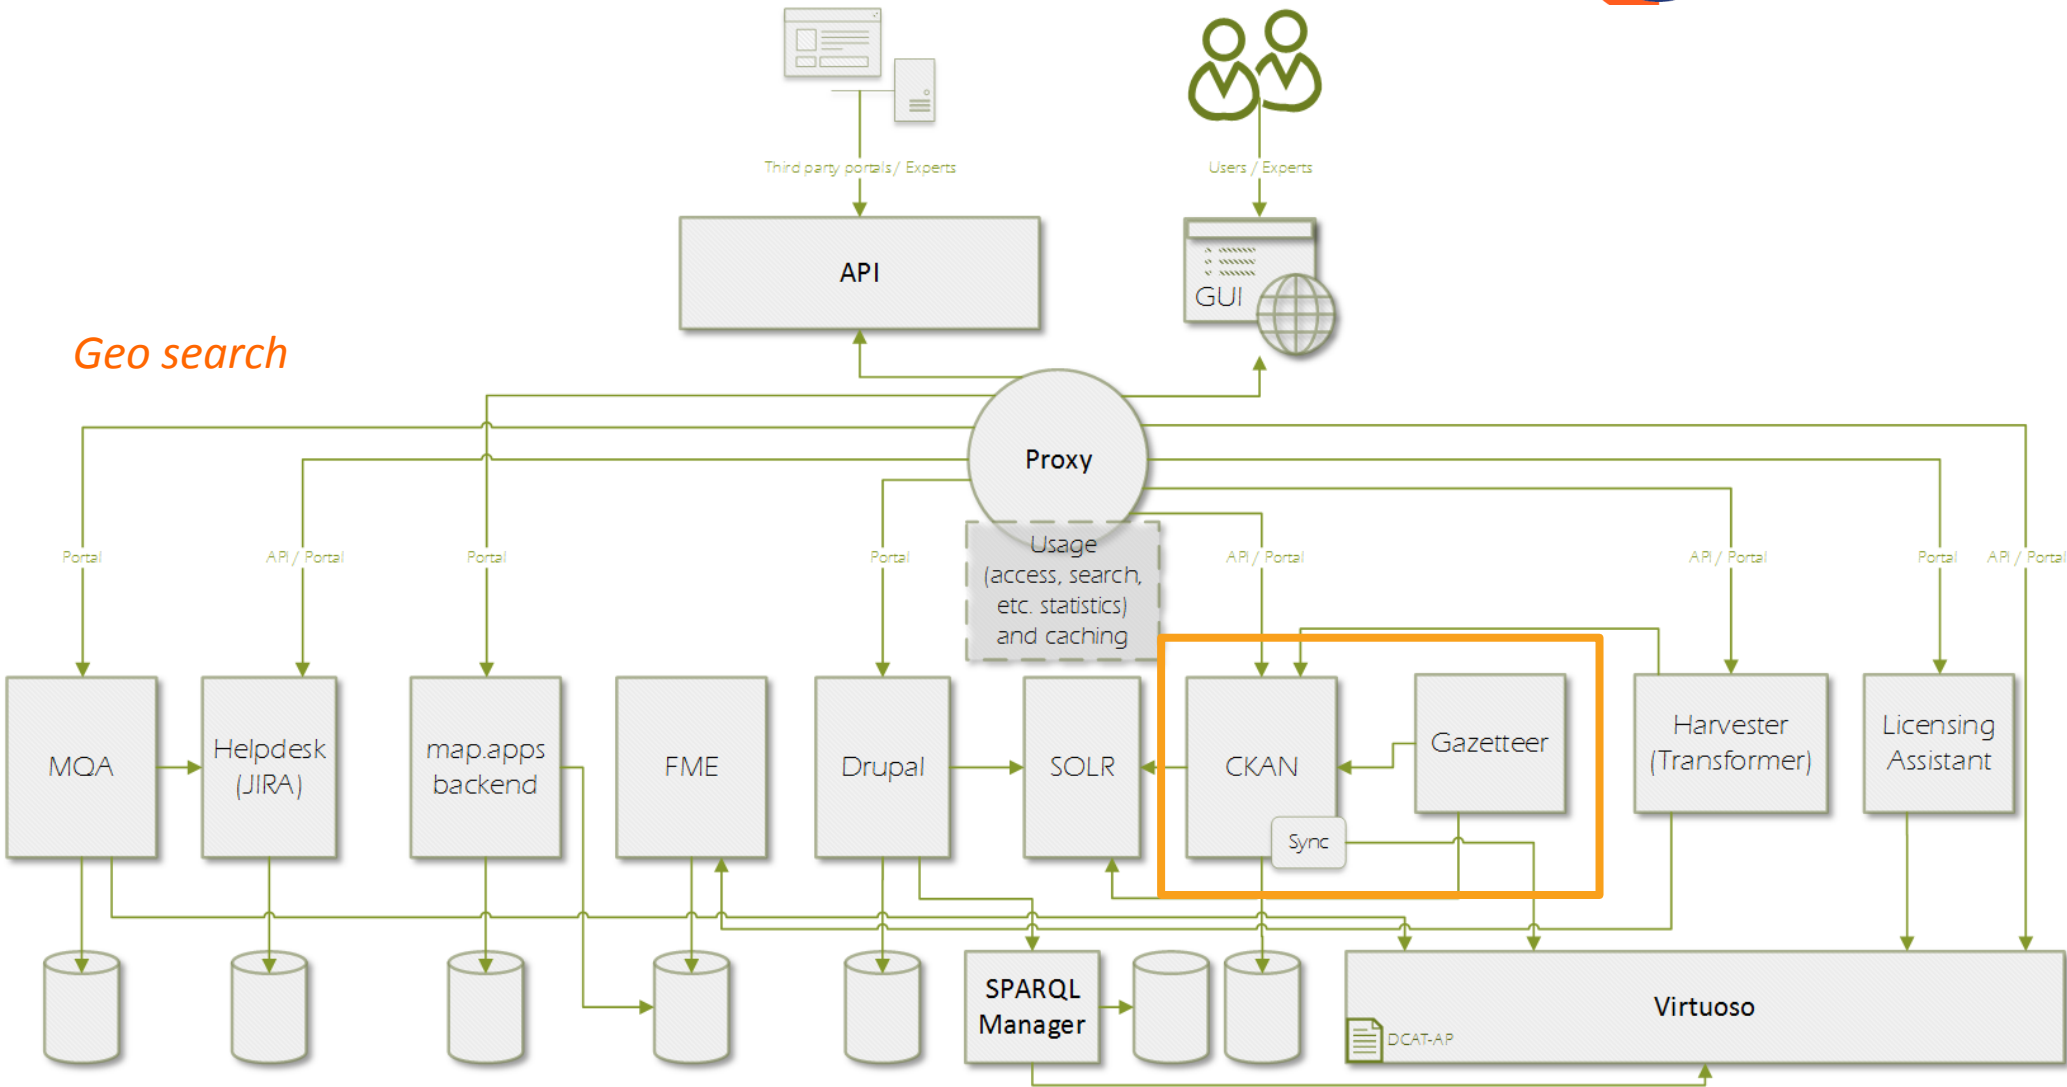 Third party portals / Experts
Users / Experts
API
GUI
Geo search
Proxy
Usage
(access, search,
etc. statistics)
and caching
Portal
API / Portal
Portal
Portal
API / Portal
API / Portal
Portal
API / Portal
MQA
Helpdesk
(JIRA)
map.apps
backend
FME
Drupal
SOLR
CKAN
Sync
Gazetteer
Harvester
(Transformer)
Licensing
Assistant
SPARQL
Manager
Virtuoso
DCAT-AP